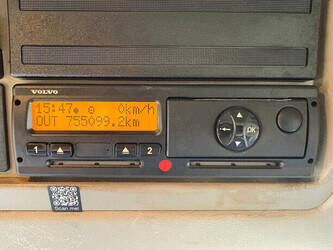 VOLVO
15:47 0km/h
OUT 755099.2km
OK
1 2
Scan me!